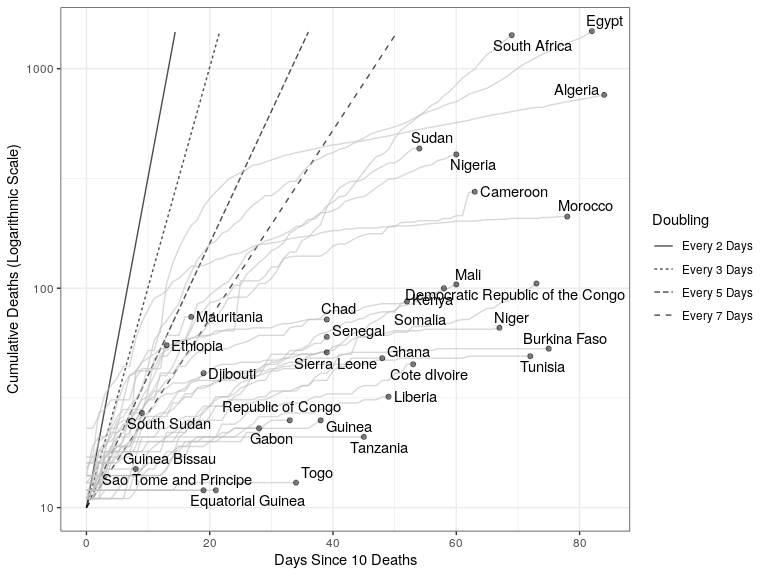 Egypt
South Africa
1000
Algeria
Sudan
Nigeria
Cameroon
Morocco
Doubling
Every 2 Days
Every 3 Days
Every 5 Days
Every 7 Days
Cumulative Deaths (Logarithmic Scale)
Mali
100
Democratic Republic of the Congo
Kenya
Chad
Mauritania
Somalia
Niger
Senegal
Burkina Faso
Ethiopia
Ghana
Sierra Leone
Tunisia
Djibouti
Cote dIvoire
Liberia
Republic of Congo
South Sudan
Guinea
Gabon
Tanzania
Guinea Bissau
Togo
Sao Tome and Principe
Equatorial Guinea
10
0
20
40
60
80
Days Since 10 Deaths